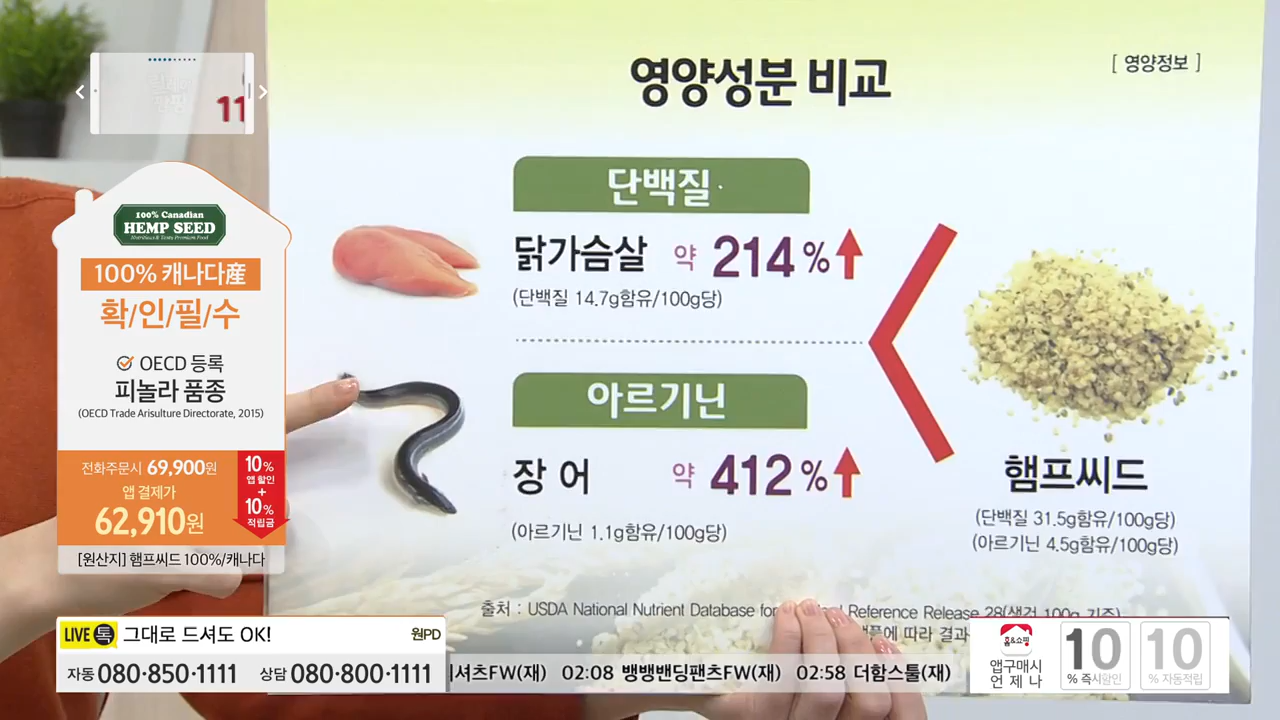 영양성분 비교
[ 영양정보 ]
11
단백질
닭가슴살 약 214%
(단백질 14.7g함유/100g당)
아르기닌
장어 약 412%
(아르기닌 1.1g함유/100g당)
햄프씨드
(단백질 31.5g함유/100g당)
(아르기닌 4.5g함유/100g당)
출처 : USDA National Nutrient Database for Reference Release 28(생것 100g 기준)
에 따라 결과
100% Canadian
HEMP SEED
Nutritious & Tasty Premium Food
100% 캐나다産
확/인/필/수
OECD 등록
피놀라 품종
(OECD Trade Arisulture Directorate, 2015)
전화주문시 69,900원
앱 결제가
62,910원
10%
앱 할인
+
10%
적립금
[원산지] 햄프씨드 100%/캐나다
LIVE 톡 그대로 드셔도 OK! 원PD
자동 080·850·1111 상담 080·800·1111
셔츠FW(재) 02:08 뱅뱅밴딩팬츠FW(재) 02:58 더함스툴(재)
홈&쇼핑
앱구매시
언제나
10
% 즉시할인
10
% 자동적립